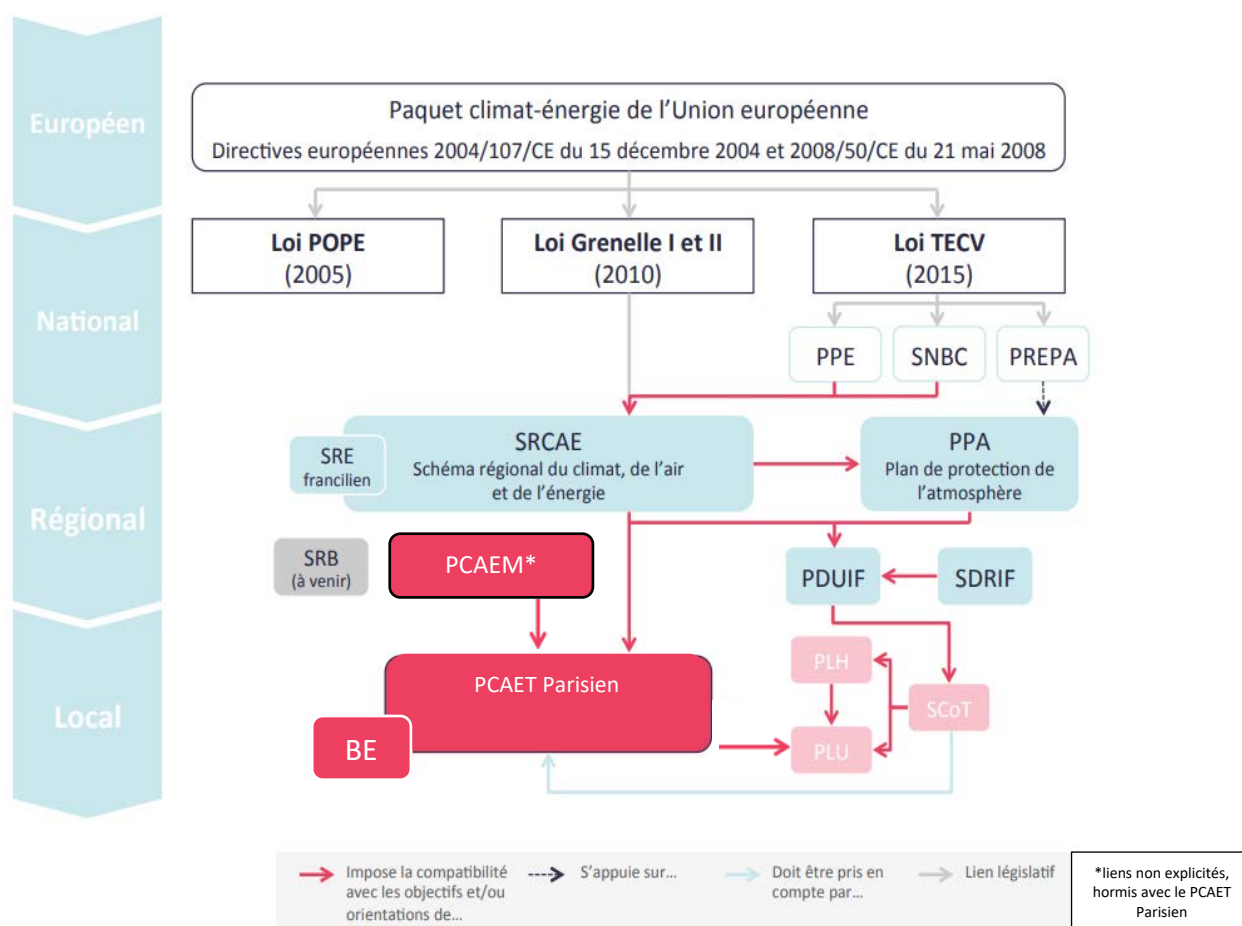 Européen
Paquet climat-énergie de l'Union européenne
Directives européennes 2004/107/CE du 15 décembre 2004 et 2008/50/CE du 21 mai 2008
National
Loi POPE
(2005)
Loi Grenelle I et II
(2010)
Loi TECV
(2015)
PPE
SNBC
PREPA
Régional
SRE
francilien
SRCAE
Schéma régional du climat, de l'air
et de l'énergie
PPA
Plan de protection de
l'atmosphère
SRB
(à venir)
PCAEM*
PDUIF
SDRIF
Local
PCAET Parisien
BE
PLH
SCoT
PLU
Impose la compatibilité
avec les objectifs et/ou
orientations de...
S'appuie sur...
Doit être pris en
compte par...
Lien législatif
*liens non explicités,
hormis avec le PCAET
Parisien